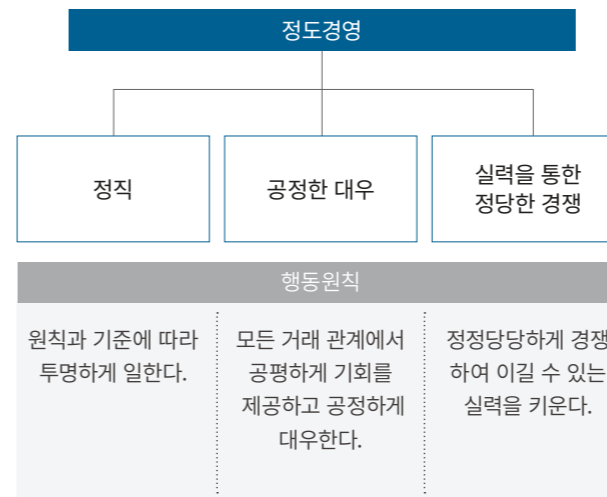 정도경영
정직
공정한 대우
실력을 통한
정당한 경쟁
행동원칙
원칙과 기준에 따라
투명하게 일한다.
모든 거래 관계에서
공평하게 기회를
제공하고 공정하게
대우한다.
정정당당하게 경쟁
하여 이길 수 있는
실력을 키운다.